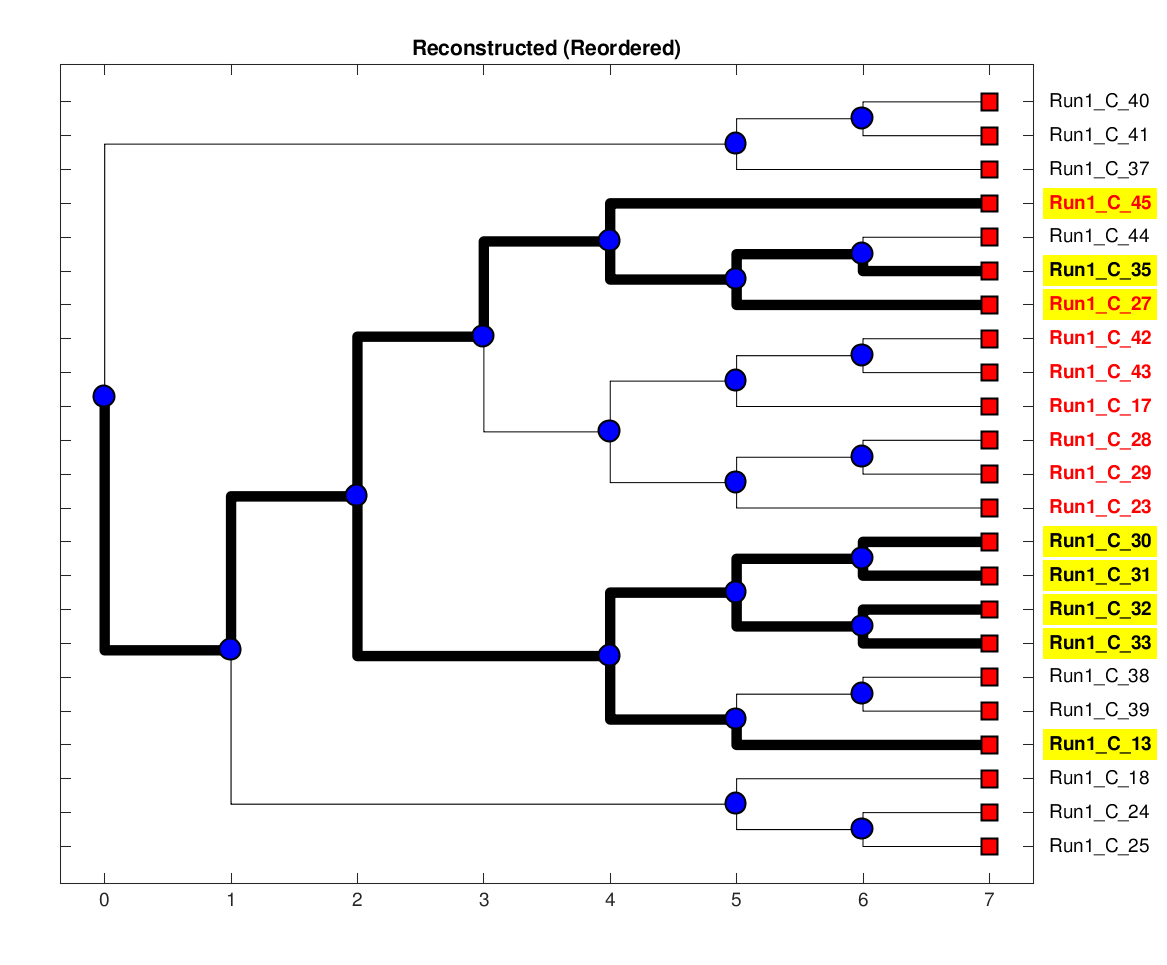 Reconstructed (Reordered)
Run1_C_40
Run1_C_41
Run1_C_37
Run1_C_45
Run1_C_44
Run1_C_35
Run1_C_27
Run1_C_42
Run1_C_43
Run1_C_17
Run1_C_28
Run1_C_29
Run1_C_23
Run1_C_30
Run1_C_31
Run1_C_32
Run1_C_33
Run1_C_38
Run1_C_39
Run1_C_13
Run1_C_18
Run1_C_24
Run1_C_25
0 1 2 3 4 5 6 7